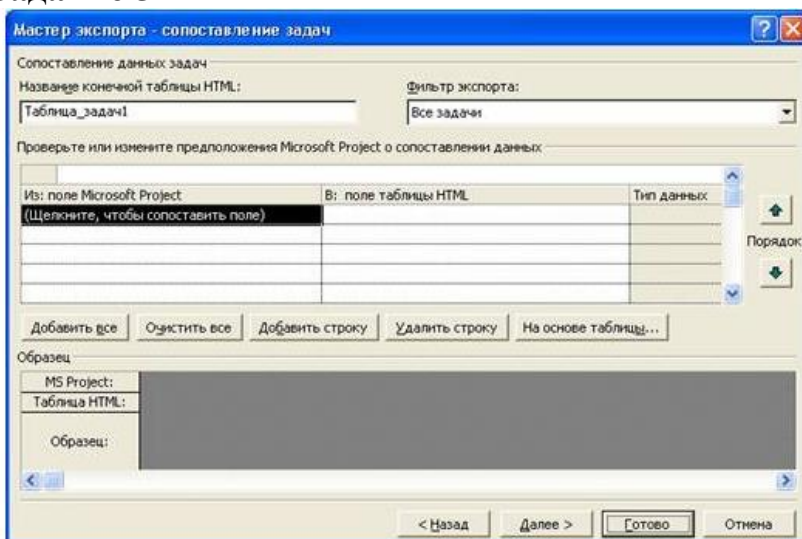 Мастер экспорта - сопоставление задач
Сопоставление данных задач
Название конечной таблицы HTML:
Фильтр экспорта:
Таблица_задач1
Все задачи
Проверьте или измените предположения Microsoft Project о сопоставлении данных
Из: поле Microsoft Project
В: поле таблицы HTML
Тип данных
(Щелкните, чтобы сопоставить поле)
Порядок
Добавить все
Очистить все
Добавить строку
Удалить строку
На основе таблицы...
Образец
MS Project:
Таблица HTML:
Образец:
< Назад
Далее >
Готово
Отмена